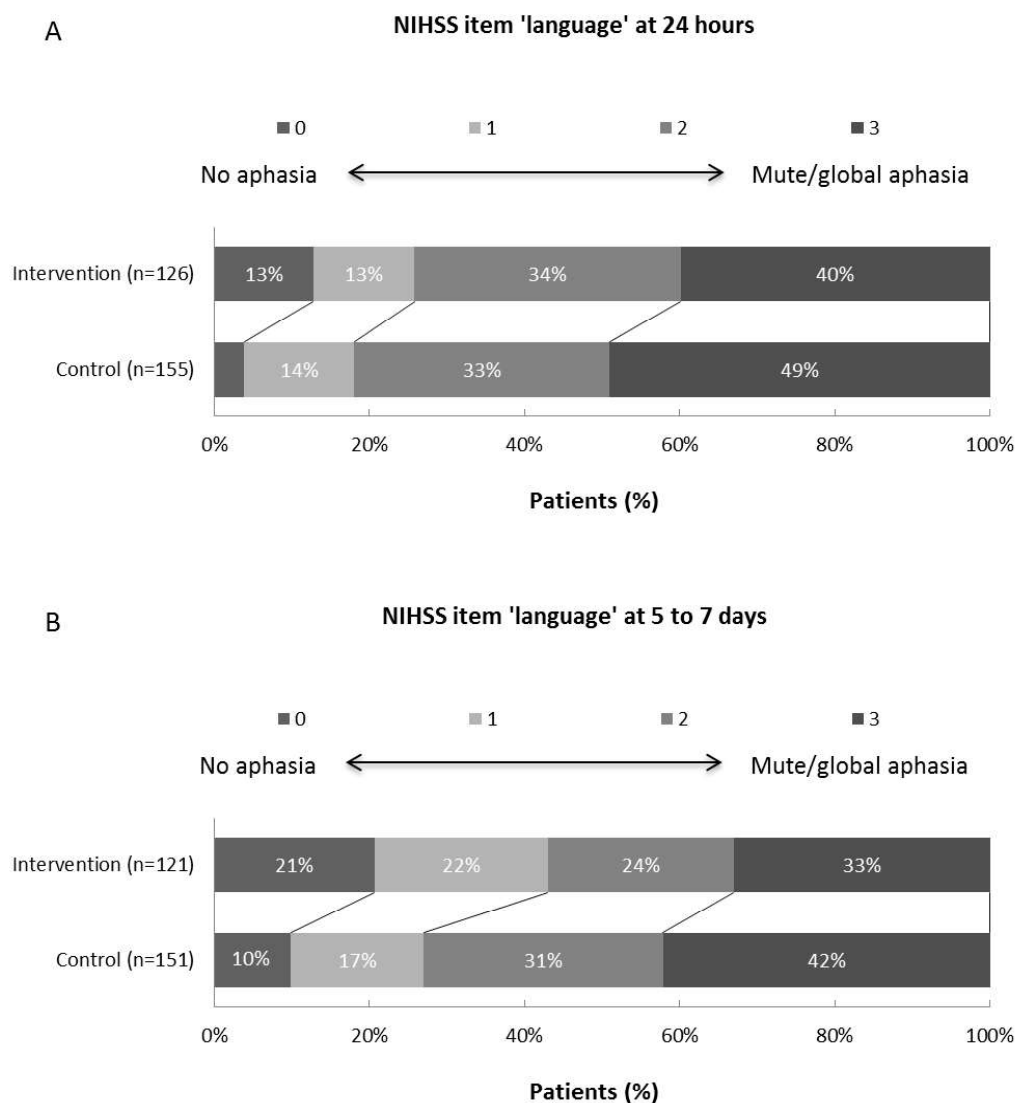 A
NIHSS item 'language' at 24 hours
0 1 2 3
No aphasia Mute/global aphasia
Intervention (n=126) 13% 13% 34% 40%
Control (n=155) 14% 33% 49%
0% 20% 40% 60% 80% 100%
Patients (%)
B
NIHSS item 'language' at 5 to 7 days
0 1 2 3
No aphasia Mute/global aphasia
Intervention (n=121) 21% 22% 24% 33%
Control (n=151) 10% 17% 31% 42%
0% 20% 40% 60% 80% 100%
Patients (%)